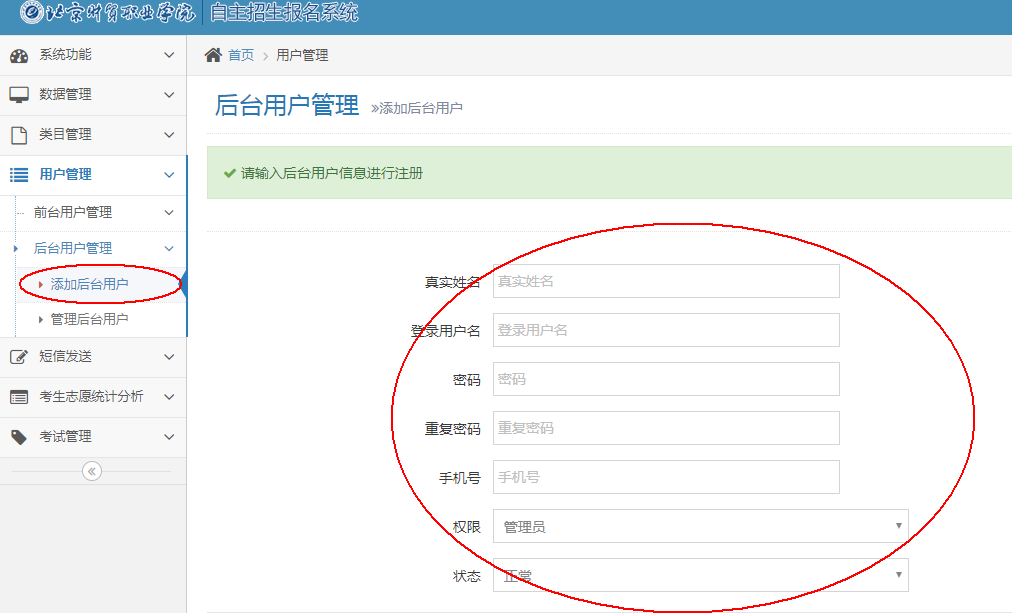 北京财贸职业学院 自主招生报名系统
系统功能
数据管理
类目管理
用户管理
前台用户管理
后台用户管理
添加后台用户
管理后台用户
短信发送
考生志愿统计分析
考试管理
首页 > 用户管理
后台用户管理 »添加后台用户
请输入后台用户信息进行注册
真实姓名 真实姓名
登录用户名 登录用户名
密码 密码
重复密码 重复密码
手机号 手机号
权限 管理员
状态 正常